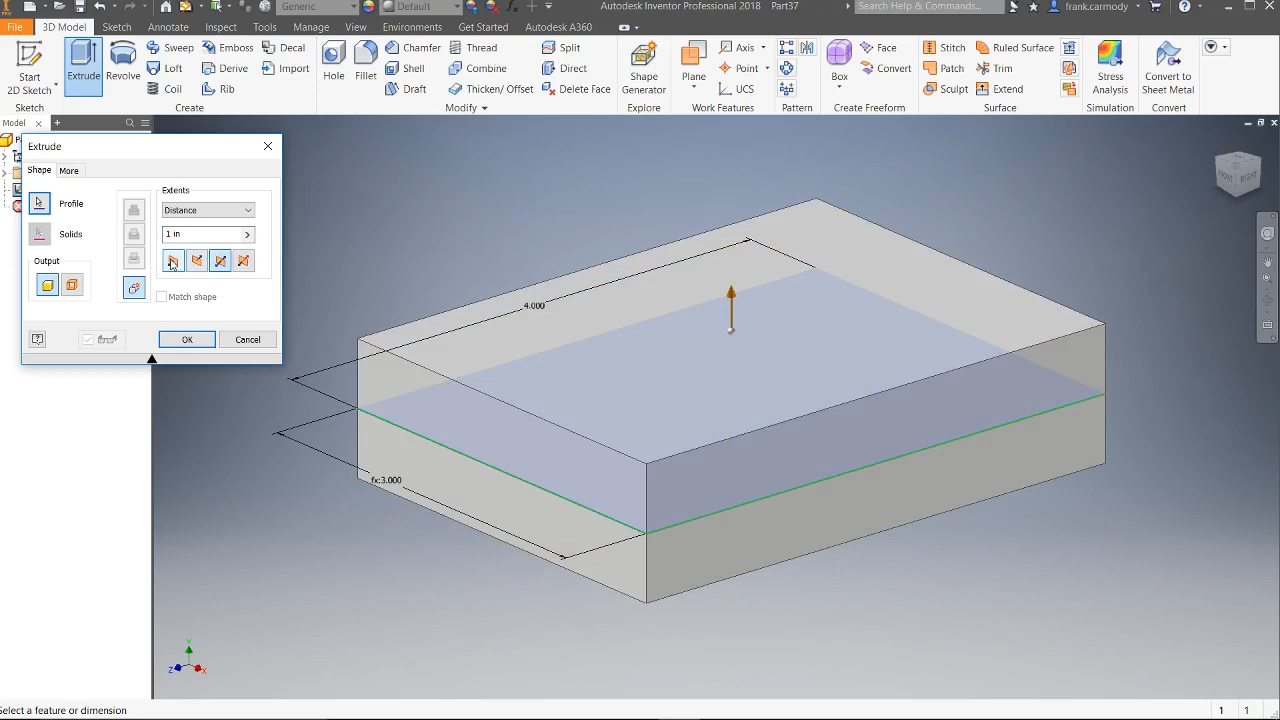 Generic
Default
Autodesk Inventor Professional 2018 Part37
Search Help & Commands...
frank.carmody
File
3D Model
Sketch
Annotate
Inspect
Tools
Manage
View
Environments
Get Started
Autodesk A360
Start
2D Sketch
Extrude
Revolve
Sweep
Loft
Coil
Emboss
Derive
Rib
Decal
Import
Hole
Fillet
Chamfer
Shell
Draft
Thread
Combine
Thicken/ Offset
Split
Direct
Delete Face
Shape
Generator
Plane
Axis
Point
UCS
Box
Face
Convert
Stitch
Patch
Sculpt
Ruled Surface
Trim
Extend
Stress
Analysis
Convert to
Sheet Metal
Sketch
Create
Modify
Explore
Work Features
Pattern
Create Freeform
Surface
Simulation
Convert
Model
Extrude
Shape
More
Profile
Solids
Output
Extents
Distance
1 in
Match shape
OK
Cancel
4.000
fx:3.000
FRONT
RIGHT
Y
Z
X
Select a feature or dimension
1
1